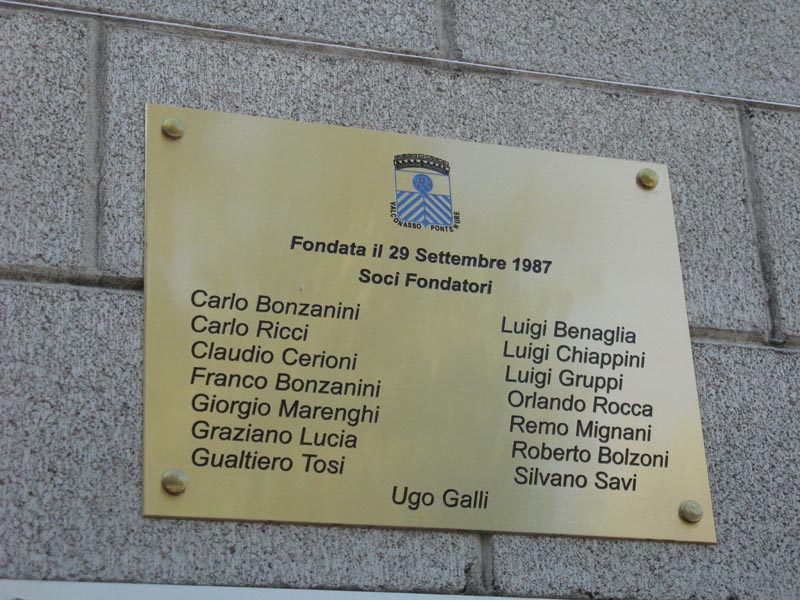 VALCONASSO PONTENURE
Fondata il 29 Settembre 1987
Soci Fondatori
Carlo Bonzanini
Carlo Ricci
Claudio Cerioni
Franco Bonzanini
Giorgio Marenghi
Graziano Lucia
Gualtiero Tosi
Luigi Benaglia
Luigi Chiappini
Luigi Gruppi
Orlando Rocca
Remo Mignani
Roberto Bolzoni
Silvano Savi
Ugo Galli